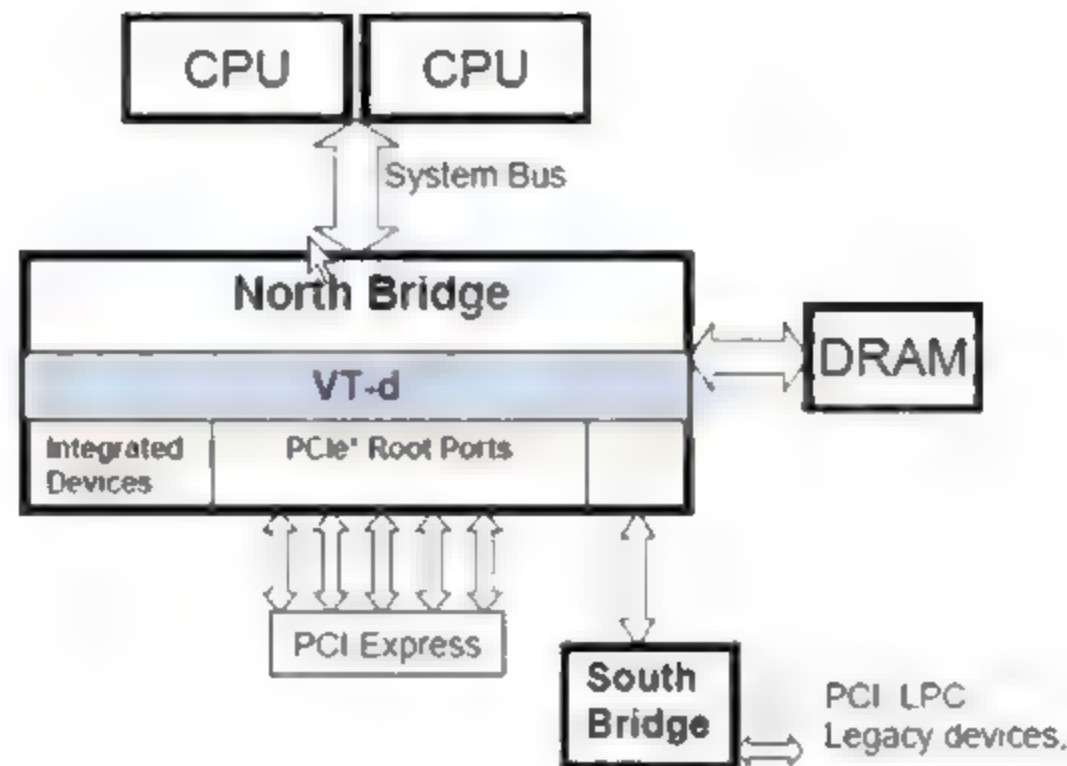 CPU CPU
System Bus
North Bridge
VT-d
DRAM
Integrated
Devices
PCIe* Root Ports
PCI Express
South
Bridge
PCI LPC
Legacy devices,